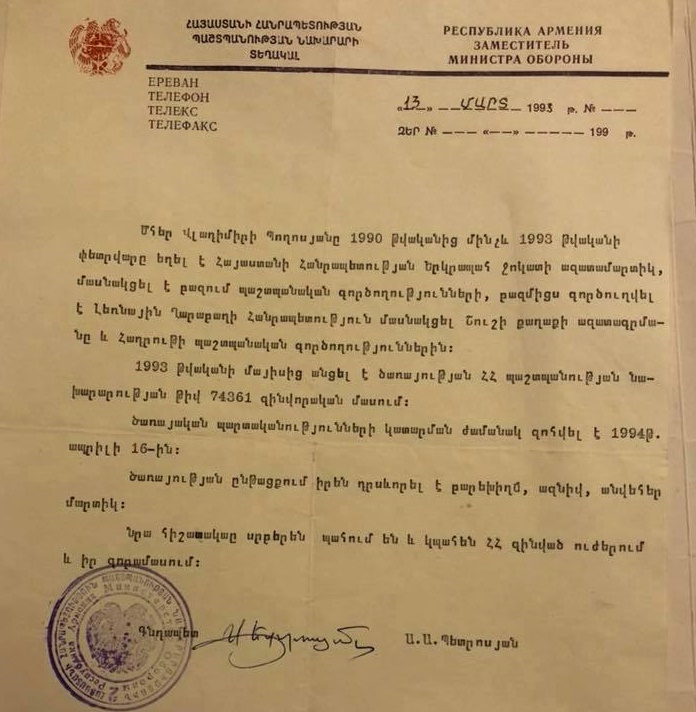 ՀԱՅԱՍՏԱՆԻ ՀԱՆՐԱՊԵՏՈՒԹՅԱՆ
ՊԱՇՏՊԱՆՈՒԹՅԱՆ ՆԱԽԱՐԱՐԻ
ՏԵՂԱԿԱԼ
РЕСПУБЛИКА АРМЕНИЯ
ЗАМЕСТИТЕЛЬ
МИНИСТРА ОБОРОНЫ
ЕРЕВАН
ТЕЛЕФОН
ТЕЛЕКС
ТЕЛЕФАКС
«13» ՄԱՐՏ 1993 թ. №
ՁԵՐ № — «—» — 199 թ.
Մհեր Վլադիմիրի Պողոսյանը 1990 թվականից մինչև 1993 թվականի
փետրվարը եղել է Հայաստանի Հանրապետության Երկրապահ ջոկատի ազատամարտիկ,
մասնակցել է բազում պաշտպանական գործողությունների, բազմիցս գործուղվել
է Լեռնային Ղարաբաղի Հանրապետություն մասնակցել Շուշի քաղաքի ազատագրմա-
նը և Հադրութի պաշտպանական գործողություններին:
1993 թվականի մայիսից անցել է ծառայության ՀՀ պաշտպանության նա-
խարարության թիվ 74361 զինվորական մասում:
Ծառայական պարտականությունների կատարման ժամանակ զոհվել է 1994թ.
ապրիլի 16-ին:
Ծառայության ընթացքում իրեն դրսևորել է բարեխիղճ, ազնիվ, անվեհեր
մարտիկ:
Նրա հիշատակը սրբորեն պահում են և կպահեն ՀՀ զինված ուժերում
և իր զորամասում:
Գնդապետ
Ա.Ա.Պետրոսյան